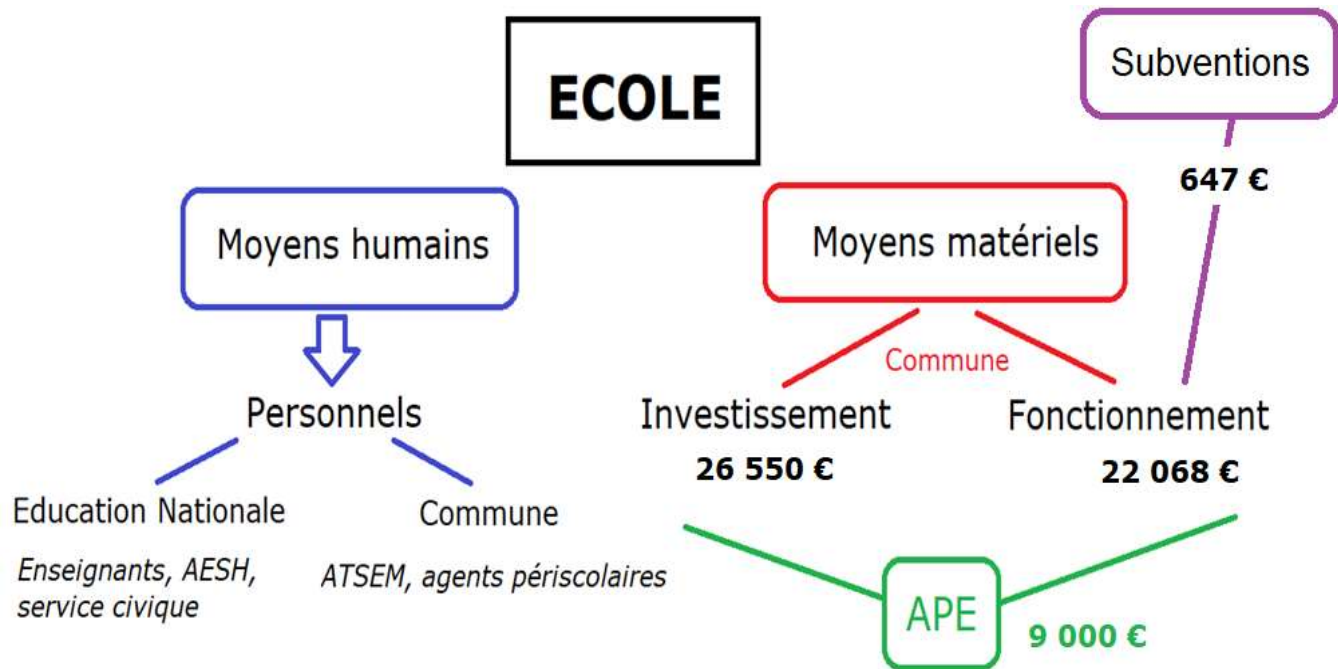 ECOLE
Subventions
647 €
Moyens humains
Moyens matériels
Commune
Personnels
Investissement
Fonctionnement
26 550 €
22 068 €
Education Nationale
Commune
Enseignants, AESH,
service civique
ATSEM, agents périscolaires
APE
9 000 €